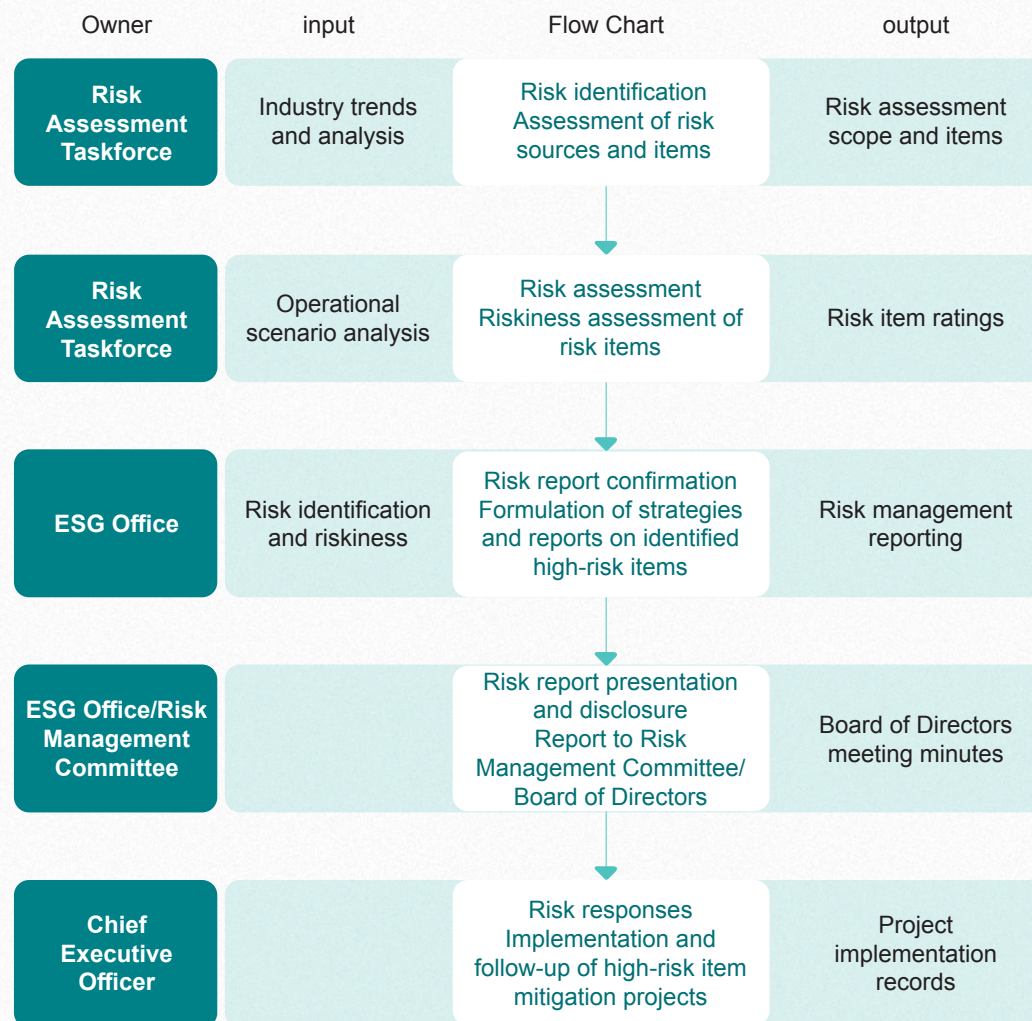 Owner
input
Flow Chart
output
Risk
Assessment
Taskforce
Industry trends
and analysis
Risk identification
Assessment of risk
sources and items
Risk assessment
scope and items
Risk
Assessment
Taskforce
Operational
scenario analysis
Risk assessment
Riskiness assessment of
risk items
Risk item ratings
ESG Office
Risk identification
and riskiness
Risk report confirmation
Formulation of strategies
and reports on identified
high-risk items
Risk management
reporting
ESG Office/Risk
Management
Committee
Risk report presentation
and disclosure
Report to Risk
Management Committee/
Board of Directors
Board of Directors
meeting minutes
Chief
Executive
Officer
Risk responses
Implementation and
follow-up of high-risk item
mitigation projects
Project
implementation
records